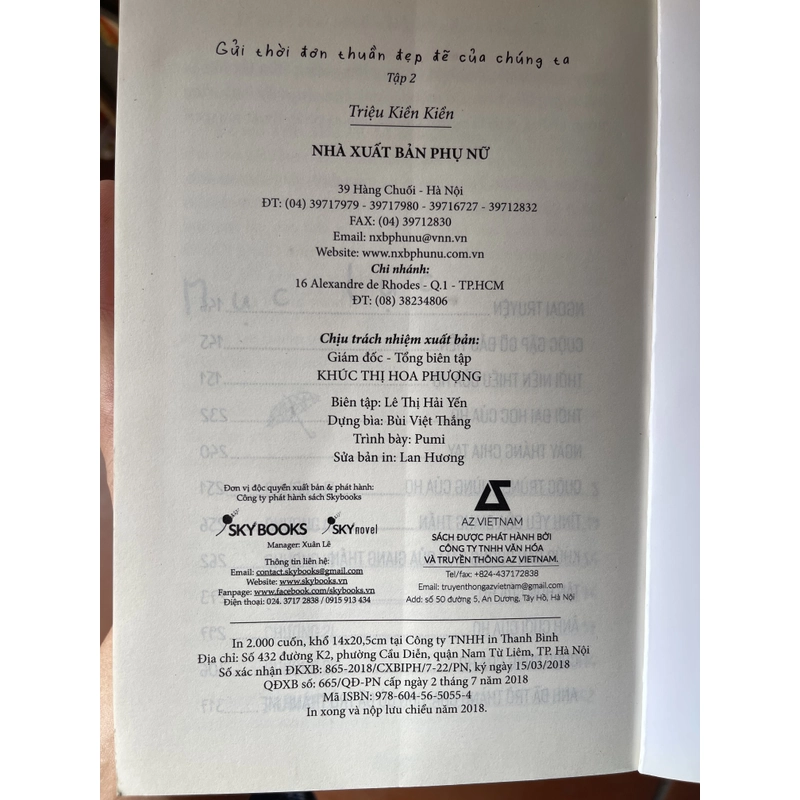 Gửi thời đơn thuần đẹp đẽ của chúng ta
Tập 2
Triệu Kiền Kiền
NHÀ XUẤT BẢN PHỤ NỮ
39 Hàng Chuối - Hà Nội
ĐT: (04) 39717979 - 39717980 - 39716727 - 39712832
FAX: (04) 39712830
Email: nxbphunu@vnn.vn
Website: www.nxbphunu.com.vn
Chi nhánh:
16 Alexandre de Rhodes - Q.1 - TP.HCM
ĐT: (08) 38234806
Chịu trách nhiệm xuất bản:
Giám đốc - Tổng biên tập
KHÚC THỊ HOA PHƯỢNG
Biên tập: Lê Thị Hải Yến
Dựng bìa: Bùi Việt Thắng
Trình bày: Pumi
Sửa bản in: Lan Hương
Đơn vị độc quyền xuất bản & phát hành:
Công ty phát hành sách Skybooks
SKYBOOKS SKY novel
Manager: Xuân Lê
Thông tin liên hệ:
Email: contact.skybooks@gmail.com
Website: www.skybooks.vn
Fanpage: www.facebook.com/skybooks.vn
Điện thoại: 024. 3717 2838 / 0915 913 434
AZ VIETNAM
SÁCH ĐƯỢC PHÁT HÀNH BỞI
CÔNG TY TNHH VĂN HÓA
VÀ TRUYỀN THÔNG AZ VIETNAM.
Tel/fax: +824-437172838
Email: truyenthongazvietnam@gmail.com
Add: số 50 đường 5, An Dương, Tây Hồ, Hà Nội
In 2.000 cuốn, khổ 14x20,5cm tại Công ty TNHH in Thanh Bình
Địa chỉ: Số 432 đường K2, phường Cầu Diễn, quận Nam Từ Liêm, TP. Hà Nội
Số xác nhận ĐKXB: 865-2018/CXBIPH/7-22/PN, ký ngày 15/03/2018
QĐXB số: 665/QĐ-PN cấp ngày 2 tháng 7 năm 2018
Mã ISBN: 978-604-56-5055-4
In xong và nộp lưu chiểu năm 2018.